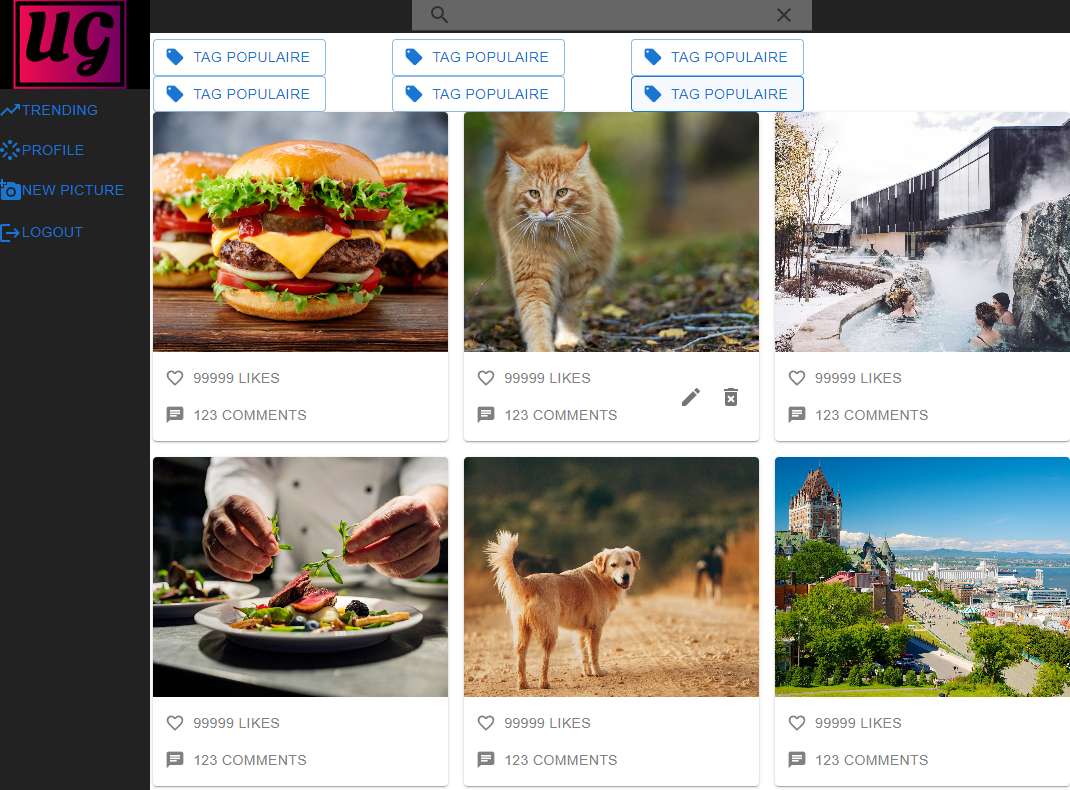 ug
TRENDING
PROFILE
NEW PICTURE
LOGOUT
TAG POPULAIRE
TAG POPULAIRE
TAG POPULAIRE
TAG POPULAIRE
TAG POPULAIRE
TAG POPULAIRE
99999 LIKES
123 COMMENTS
99999 LIKES
123 COMMENTS
99999 LIKES
123 COMMENTS
99999 LIKES
123 COMMENTS
99999 LIKES
123 COMMENTS
99999 LIKES
123 COMMENTS